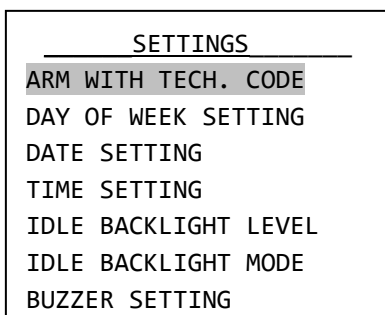 SETTINGS
ARM WITH TECH. CODE
DAY OF WEEK SETTING
DATE SETTING
TIME SETTING
IDLE BACKLIGHT LEVEL
IDLE BACKLIGHT MODE
BUZZER SETTING